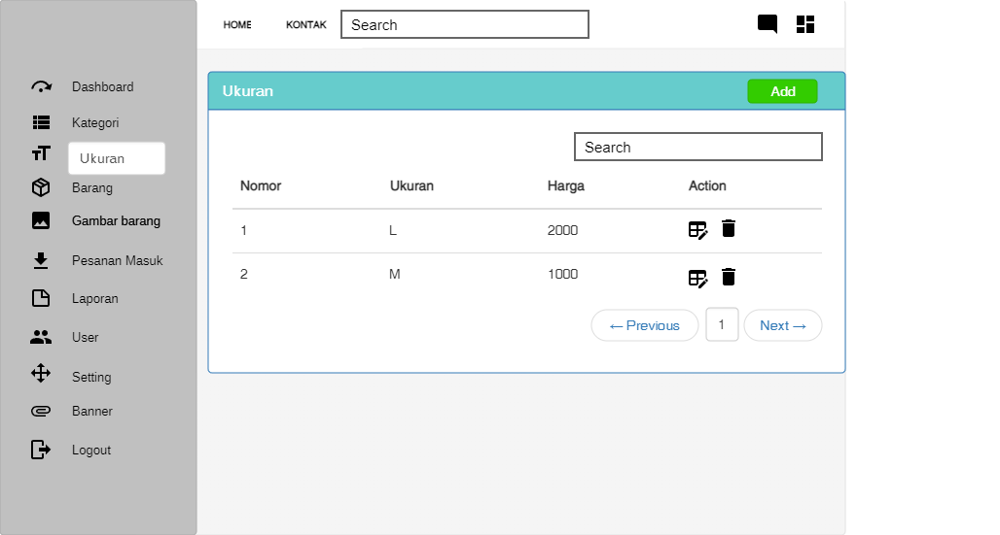 HOME KONTAK Search
Dashboard
Kategori
Ukuran
Barang
Gambar barang
Pesanan Masuk
Laporan
User
Setting
Banner
Logout
Ukuran Add
Search
Nomor Ukuran Harga Action
1 L 2000
2 M 1000
← Previous 1 Next →